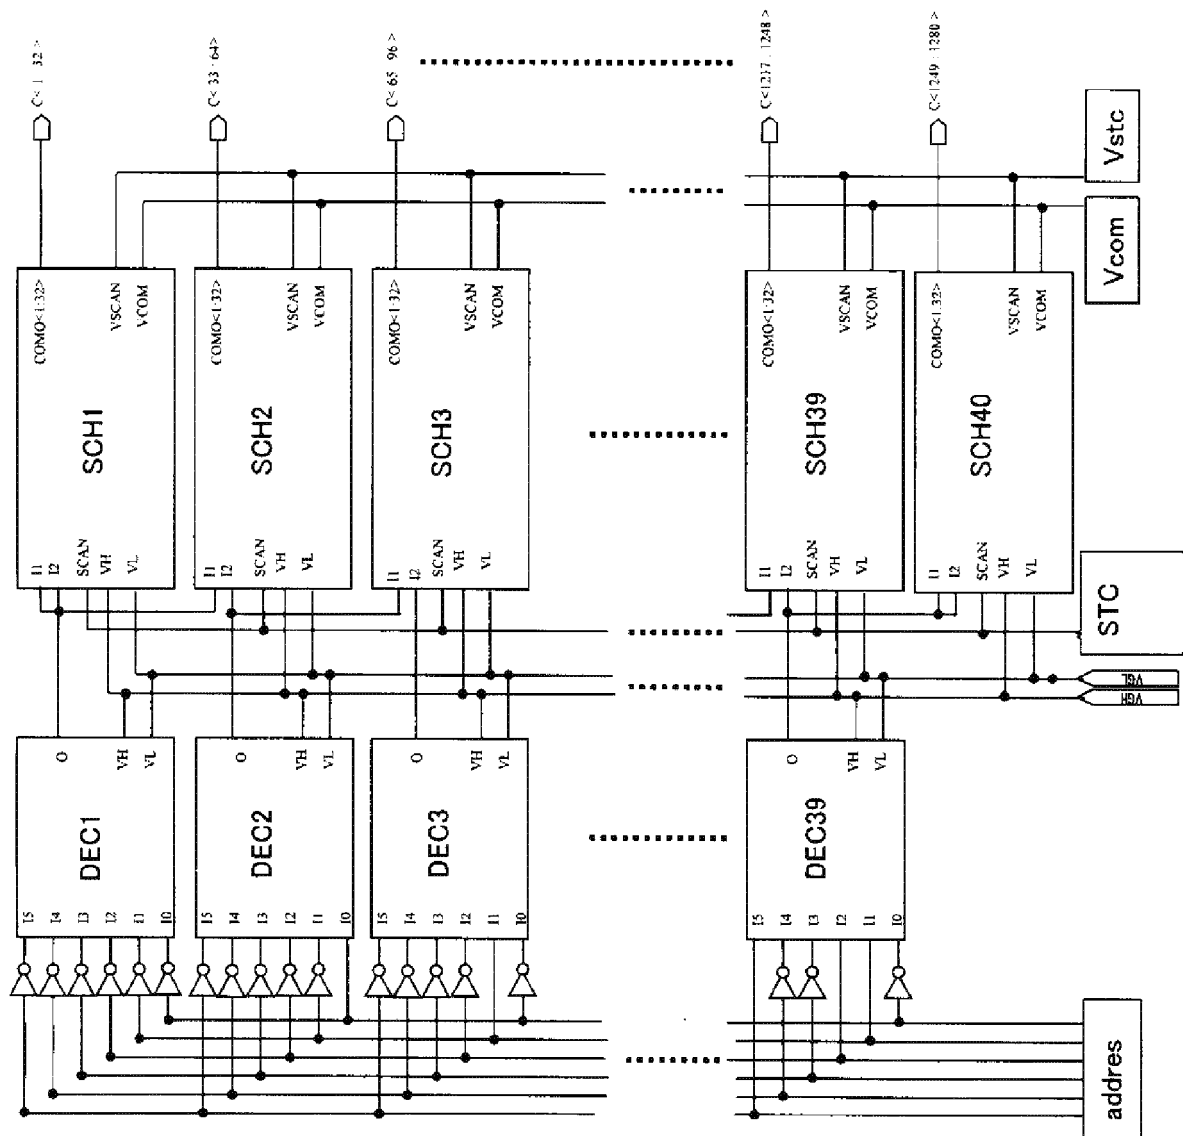 C< 1 : 32 >
C< 33 : 64>
C< 65 : 96 >
C<1217 : 1248 >
C<1249 : 1280 >
Vstc
Vcom
COMO<1:32>
VSCAN
VCOM
SCH1
I1
I2
SCAN
VH
VL
COMO<1:32>
VSCAN
VCOM
SCH2
I1
I2
SCAN
VH
VL
COMO<1:32>
VSCAN
VCOM
SCH3
I1
I2
SCAN
VH
VL
COMO<1:32>
VSCAN
VCOM
SCH39
I1
I2
SCAN
VH
VL
COMO<1:32>
VSCAN
VCOM
SCH40
I1
I2
SCAN
VH
VL
STC
VGL
VGH
O
VH
VL
DEC1
I5
I4
I3
I2
I1
I0
O
VH
VL
DEC2
I5
I4
I3
I2
I1
I0
O
VH
VL
DEC3
I5
I4
I3
I2
I1
I0
O
VH
VL
DEC39
I5
I4
I3
I2
I1
I0
addres